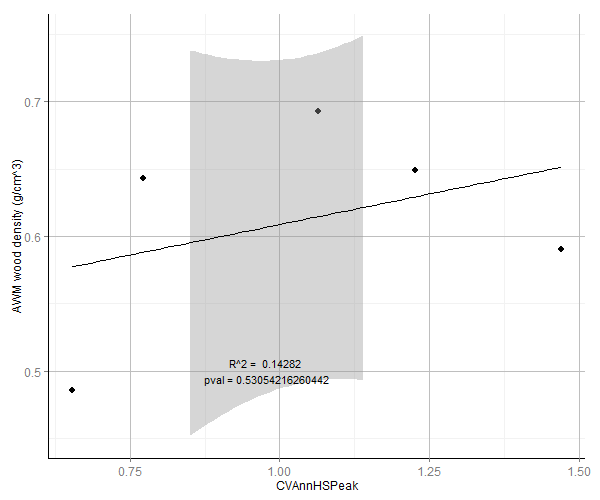 AWM wood density (g/cm^3)
0.7
0.6
0.5
R^2 = 0.14282
pval = 0.53054216260442
0.75
1.00
1.25
1.50
CVAnnHSPeak